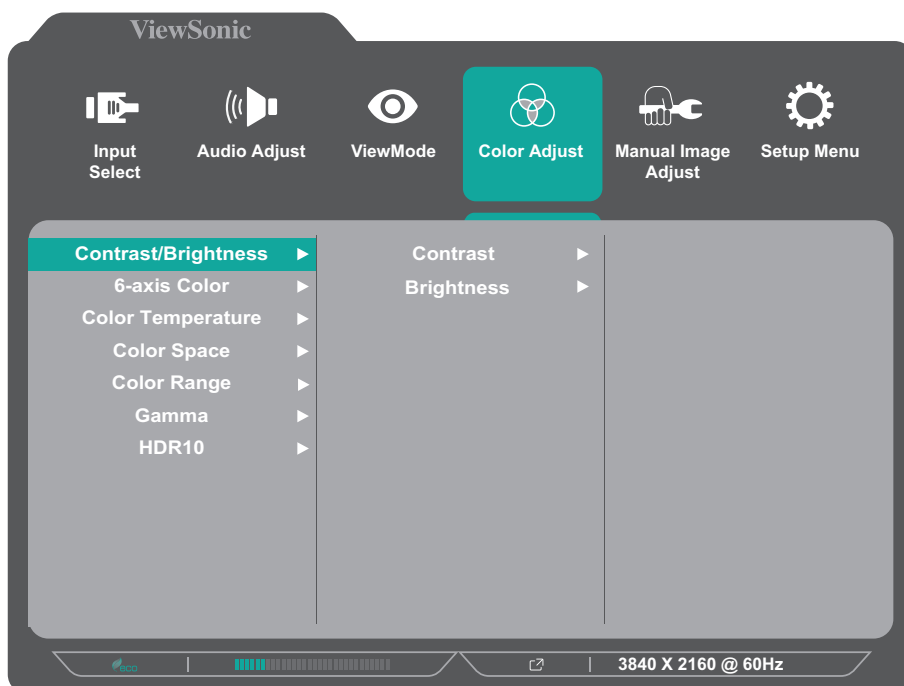 ViewSonic
Input
Select
Audio Adjust
ViewMode
Color Adjust
Manual Image
Adjust
Setup Menu
Contrast/Brightness
6-axis Color
Color Temperature
Color Space
Color Range
Gamma
HDR10
Contrast
Brightness
eco
3840 X 2160 @ 60Hz